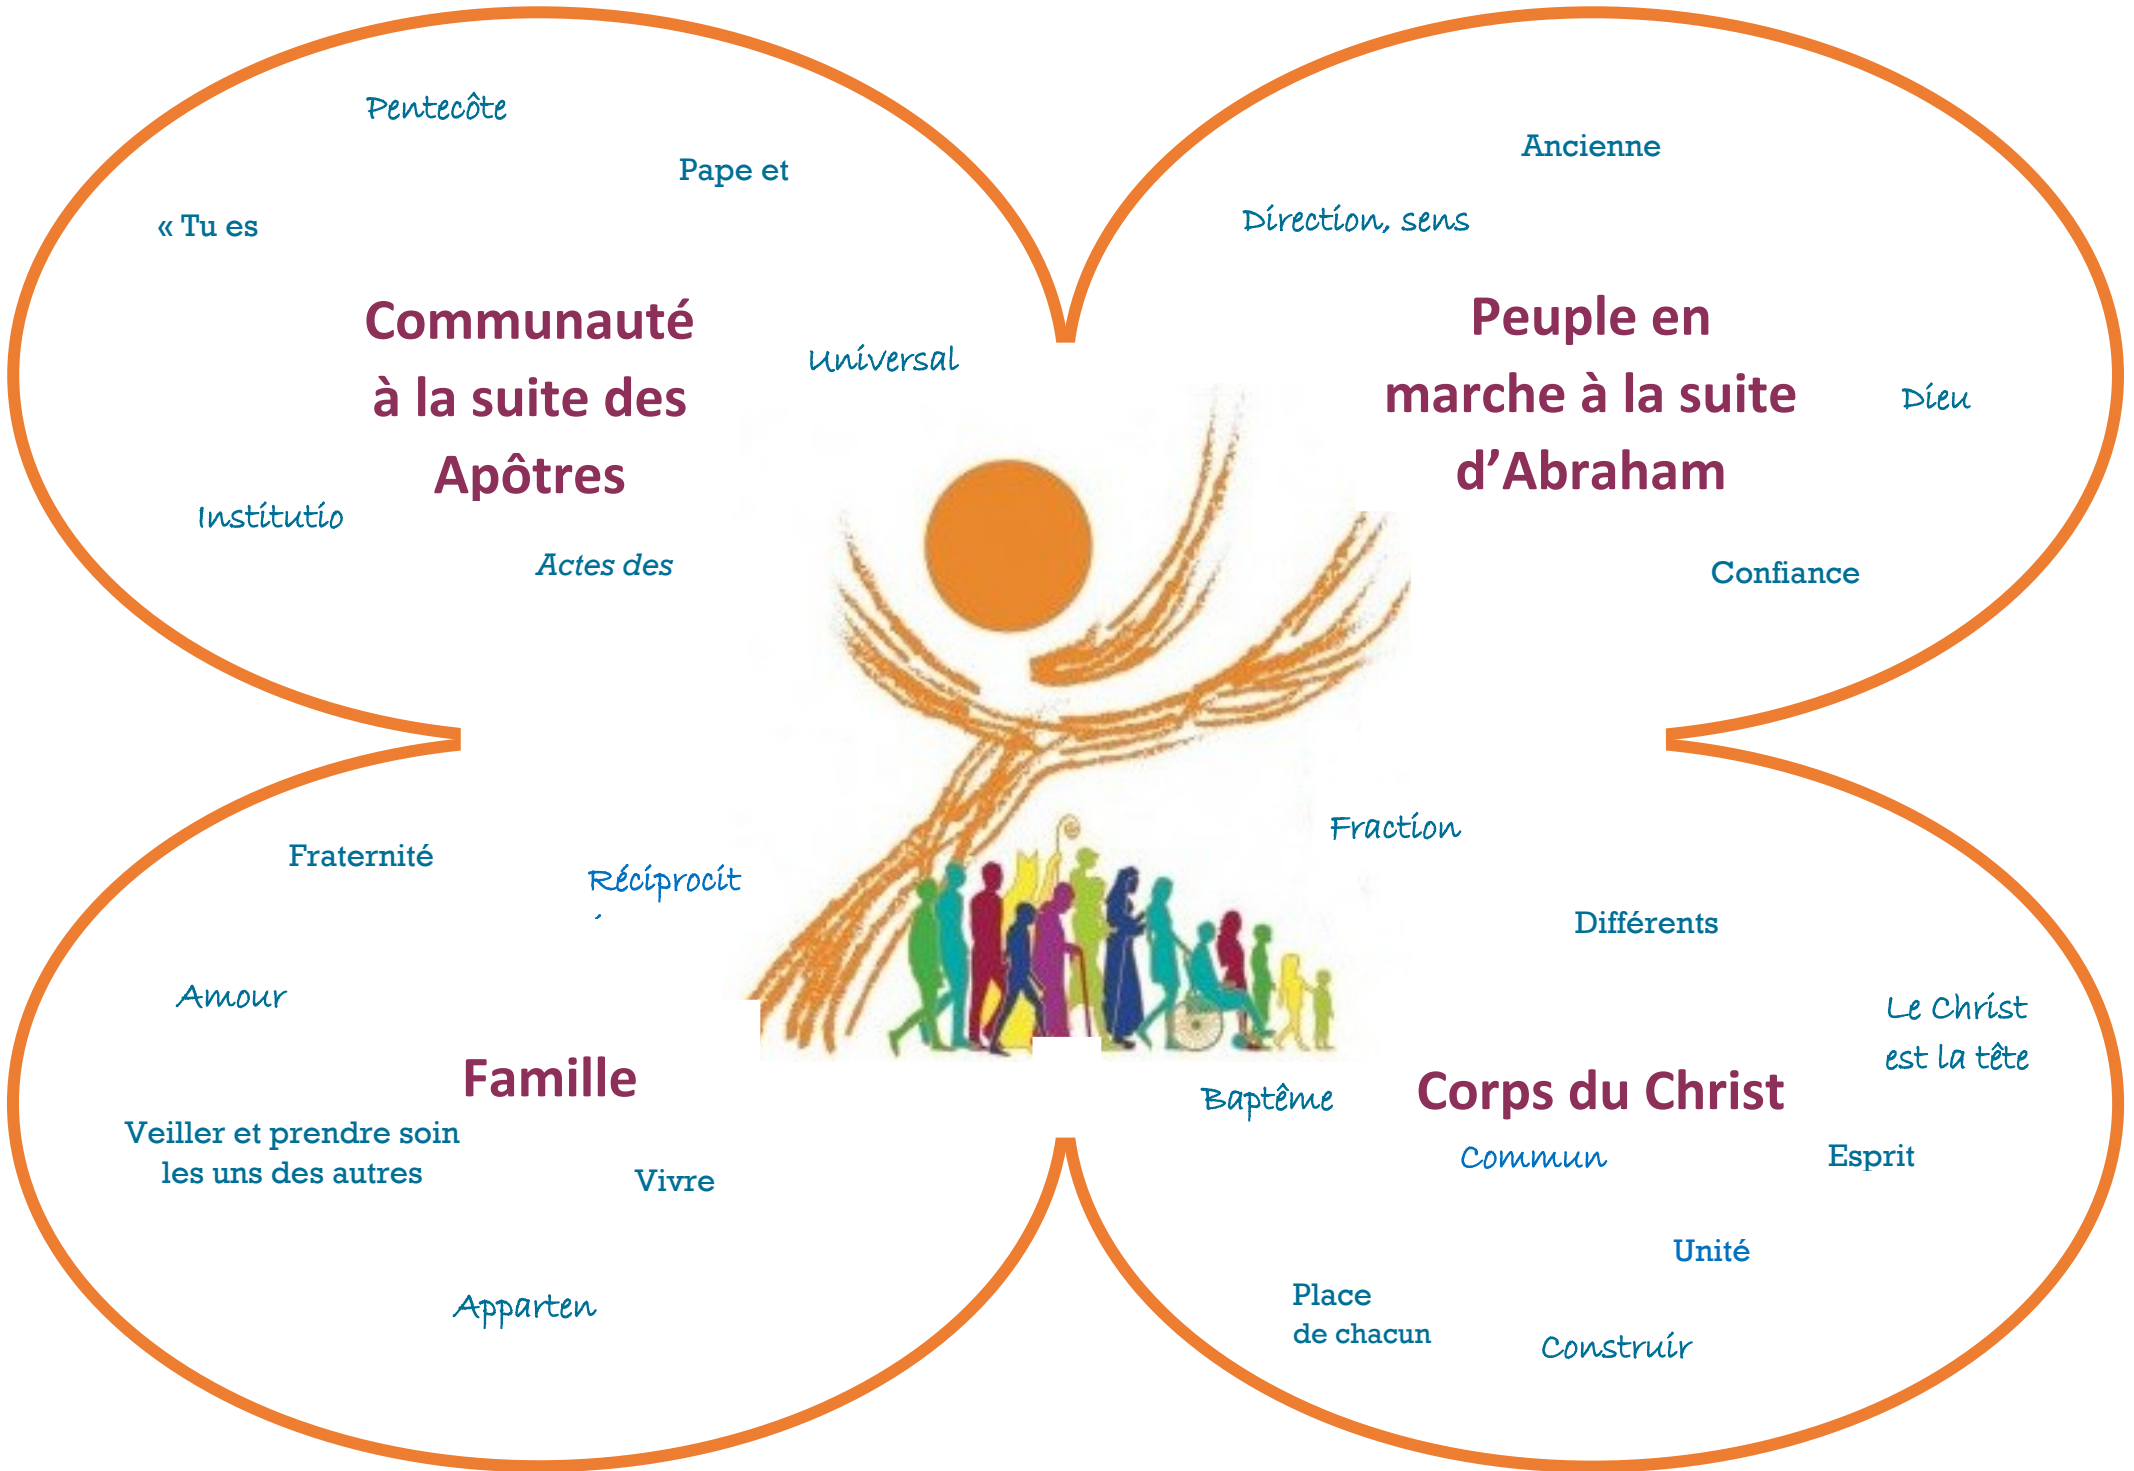 Pentecôte
Pape et
« Tu es
Communauté
à la suite des
Apôtres
Universal
Institutio
Actes des
Ancienne
Direction, sens
Peuple en
marche à la suite
d’Abraham
Dieu
Confiance
Fraternité
Réciprocit
Amour
Famille
Veiller et prendre soin
les uns des autres
Vivre
Apparten
Fraction
Différents
Le Christ
est la tête
Baptême
Corps du Christ
Commun
Esprit
Unité
Place
de chacun
Construir